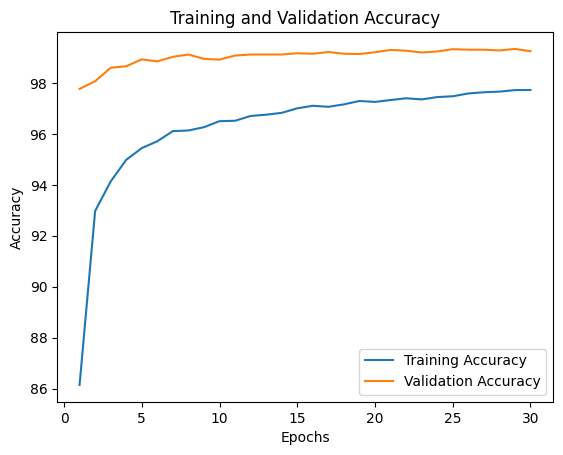 Training and Validation Accuracy
98
96
94
92
90
88
86
Accuracy
Training Accuracy
Validation Accuracy
0 5 10 15 20 25 30
Epochs